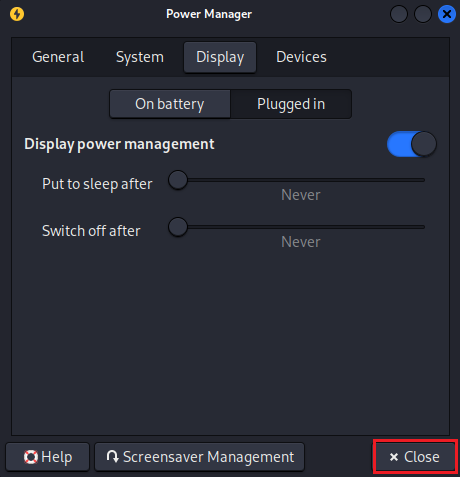 Power Manager
General System Display Devices
On battery Plugged in
Display power management
Put to sleep after
Never
Switch off after
Never
Help Screensaver Management Close